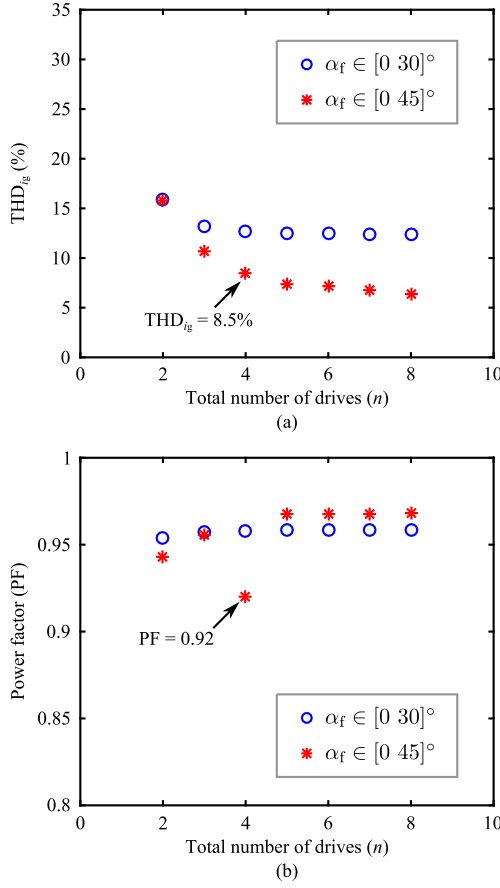 35
30
25
20
15
10
5
0
THD_ig (%)
α_f ∈ [0 30]°
α_f ∈ [0 45]°
THD_ig = 8.5%
0 2 4 6 8 10
Total number of drives (n)
(a)
1
0.95
0.9
0.85
0.8
Power factor (PF)
PF = 0.92
α_f ∈ [0 30]°
α_f ∈ [0 45]°
0 2 4 6 8 10
Total number of drives (n)
(b)